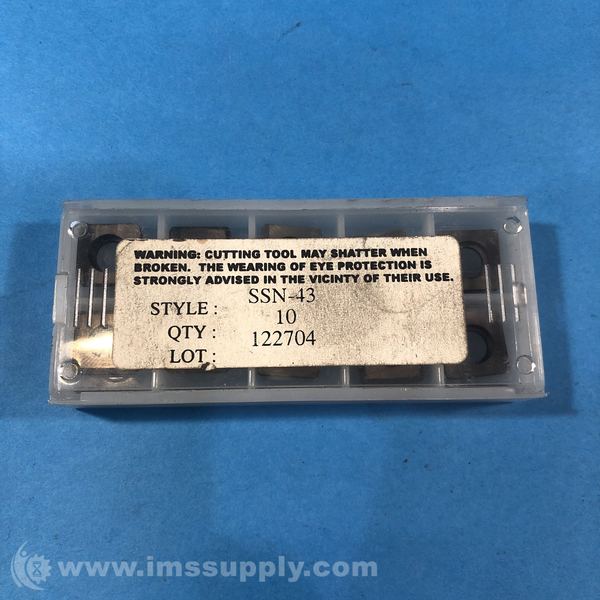 WARNING: CUTTING TOOL MAY SHATTER WHEN
BROKEN. THE WEARING OF EYE PROTECTION IS
STRONGLY ADVISED IN THE VICINTY OF THEIR USE.
STYLE : SSN-43
QTY : 10
LOT : 122704
www.imssupply.com